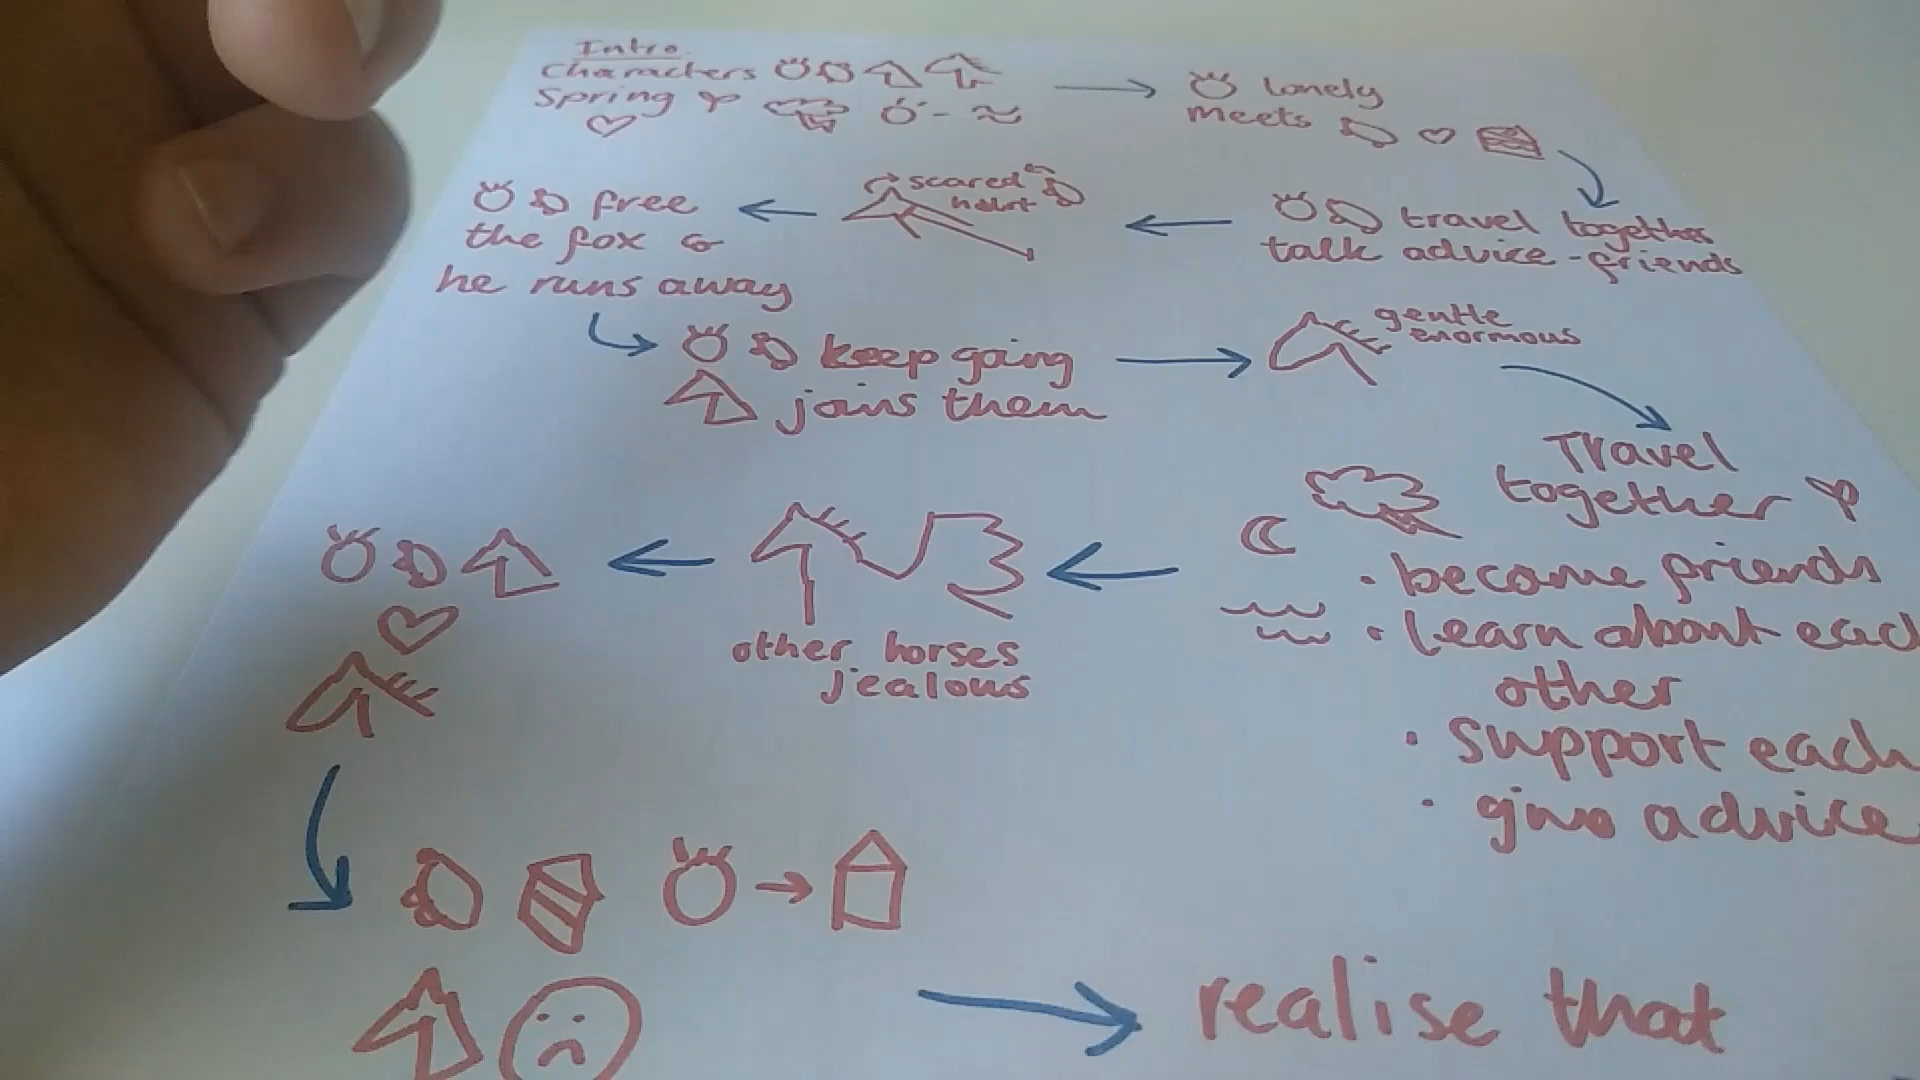 Intro.
Characters
Spring
lonely
meets
travel together
talk advice - friends
scared
hurt
free
the fox &
he runs away
keep going
joins them
gentle
enormous
Travel
together
· become friends
· learn about each
other
· support each
· give advice
other horses
jealous
realise that